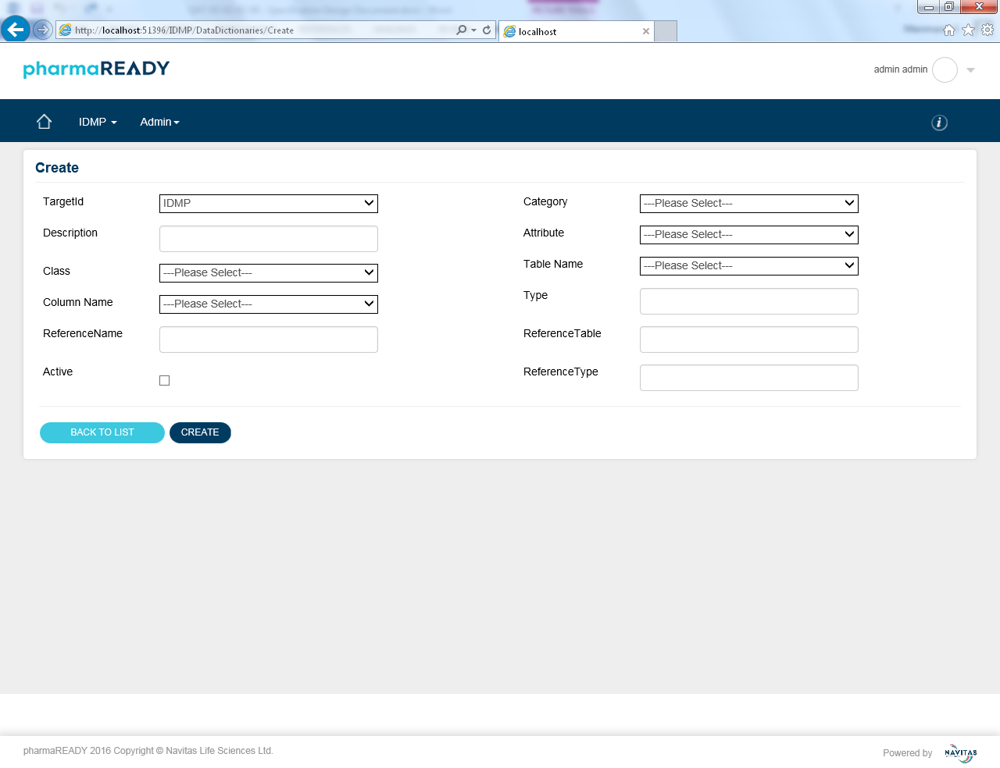 http://localhost:51396/IDMP/DataDictionaries/Create
localhost
pharmaREADY
admin admin
IDMP
Admin
i
Create
TargetId
IDMP
Category
---Please Select---
Description
Attribute
---Please Select---
Class
---Please Select---
Table Name
---Please Select---
Column Name
---Please Select---
Type
ReferenceName
ReferenceTable
Active
ReferenceType
BACK TO LIST
CREATE
pharmaREADY 2016 Copyright © Navitas Life Sciences Ltd.
Powered by
NAVITAS